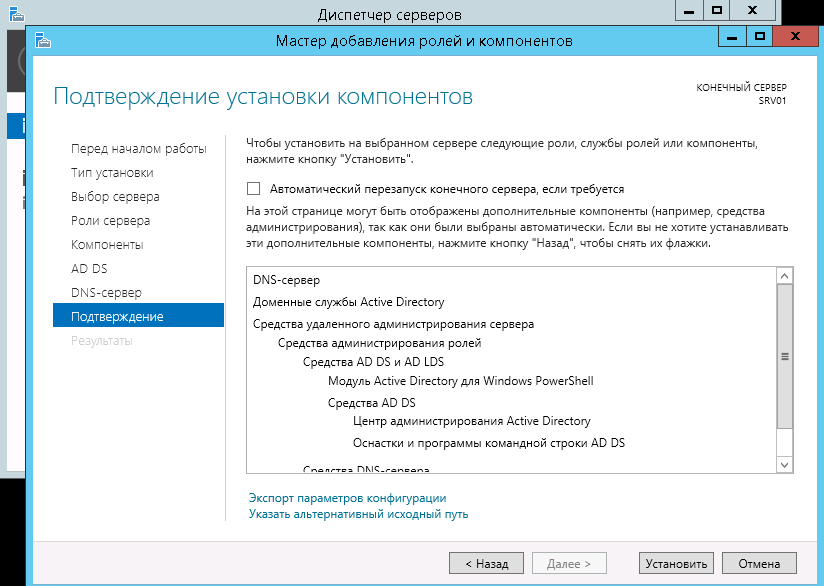 Диспетчер серверов
Мастер добавления ролей и компонентов
Подтверждение установки компонентов
КОНЕЧНЫЙ СЕРВЕР
SRV01
Перед началом работы
Тип установки
Выбор сервера
Роли сервера
Компоненты
AD DS
DNS-сервер
Подтверждение
Результаты
Чтобы установить на выбранном сервере следующие роли, службы ролей или компоненты,
нажмите кнопку "Установить".
Автоматический перезапуск конечного сервера, если требуется
На этой странице могут быть отображены дополнительные компоненты (например, средства
администрирования), так как они были выбраны автоматически. Если вы не хотите устанавливать
эти дополнительные компоненты, нажмите кнопку "Назад", чтобы снять их флажки.
DNS-сервер
Доменные службы Active Directory
Средства удаленного администрирования сервера
Средства администрирования ролей
Средства AD DS и AD LDS
Модуль Active Directory для Windows PowerShell
Средства AD DS
Центр администрирования Active Directory
Оснастки и программы командной строки AD DS
Средства DNS-сервера
Экспорт параметров конфигурации
Указать альтернативный исходный путь
< Назад
Далее >
Установить
Отмена